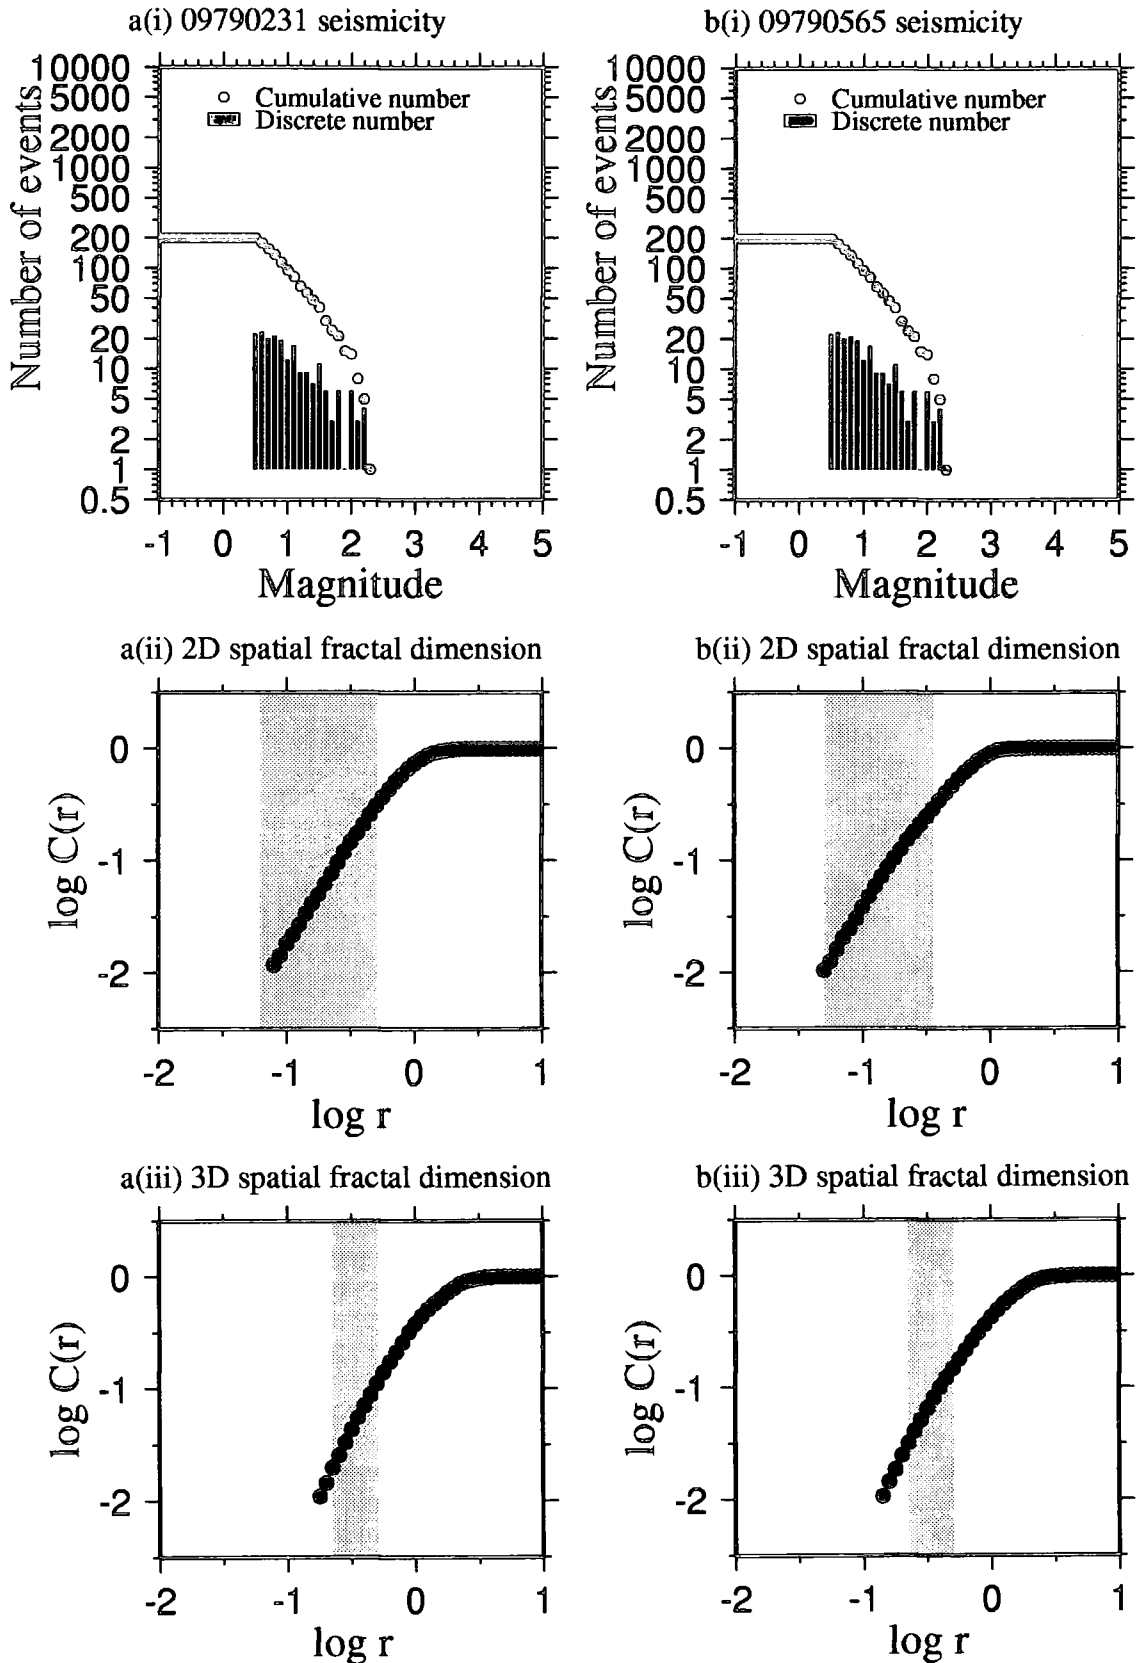 a(i) 09790231 seismicity
10000
5000
2000
1000
500
200
100
50
20
10
5
2
1
0.5
Number of events
Cumulative number
Discrete number
-1 0 1 2 3 4 5
Magnitude
b(i) 09790565 seismicity
10000
5000
2000
1000
500
200
100
50
20
10
5
2
1
0.5
Number of events
Cumulative number
Discrete number
-1 0 1 2 3 4 5
Magnitude
a(ii) 2D spatial fractal dimension
0
-1
-2
log C(r)
-2 -1 0 1
log r
b(ii) 2D spatial fractal dimension
0
-1
-2
log C(r)
-2 -1 0 1
log r
a(iii) 3D spatial fractal dimension
0
-1
-2
log C(r)
-2 -1 0 1
log r
b(iii) 3D spatial fractal dimension
0
-1
-2
log C(r)
-2 -1 0 1
log r